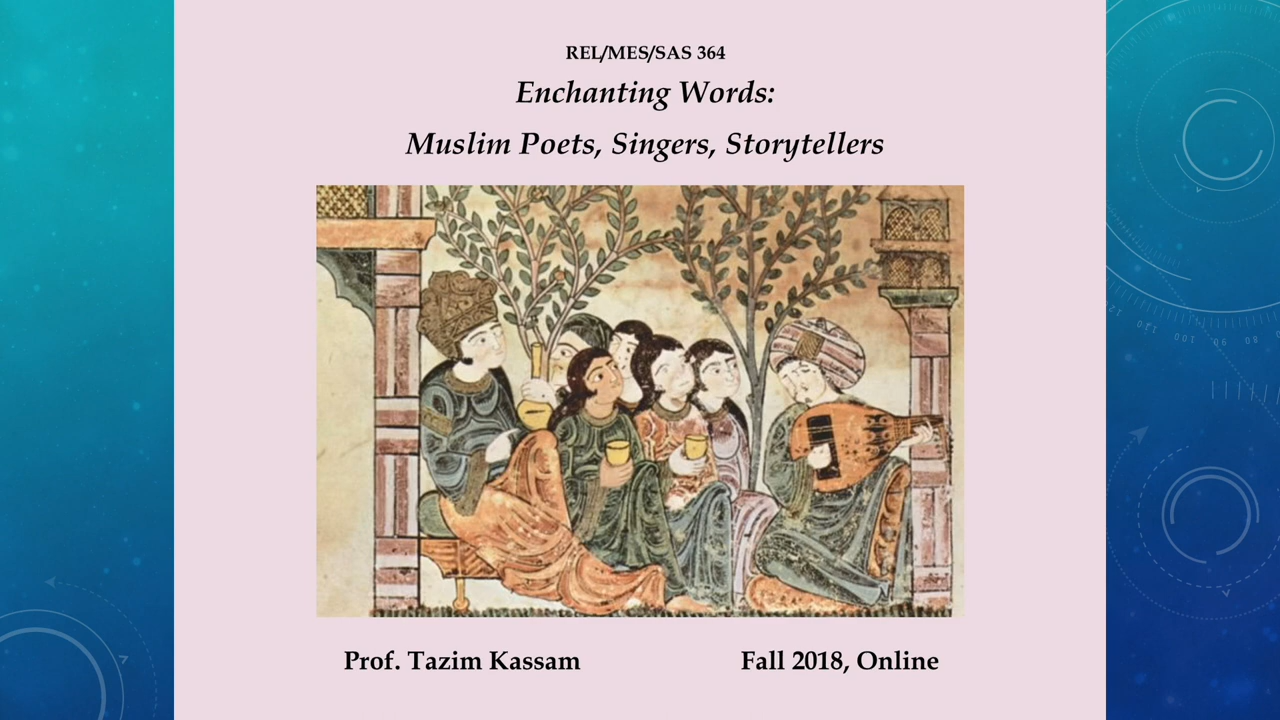 REL/MES/SAS 364
Enchanting Words:
Muslim Poets, Singers, Storytellers
Prof. Tazim Kassam
Fall 2018, Online